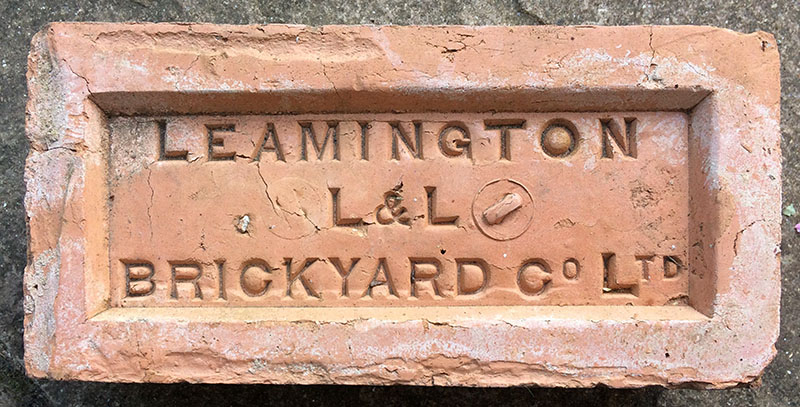 LEAMINGTON
L & L
BRICKYARD Co LTD